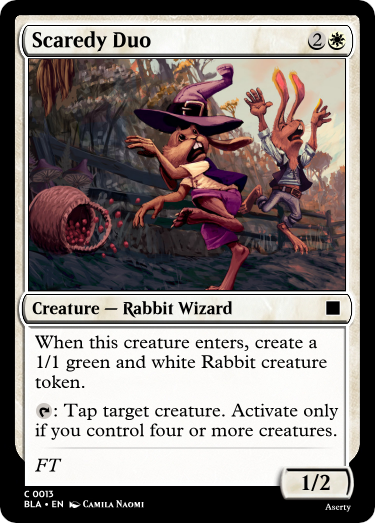 Scaredy Duo 2
Creature — Rabbit Wizard
When this creature enters, create a
1/1 green and white Rabbit creature
token.
: Tap target creature. Activate only
if you control four or more creatures.
FT
1/2
C 0013
BLA • EN Camila Naomi
Aserty